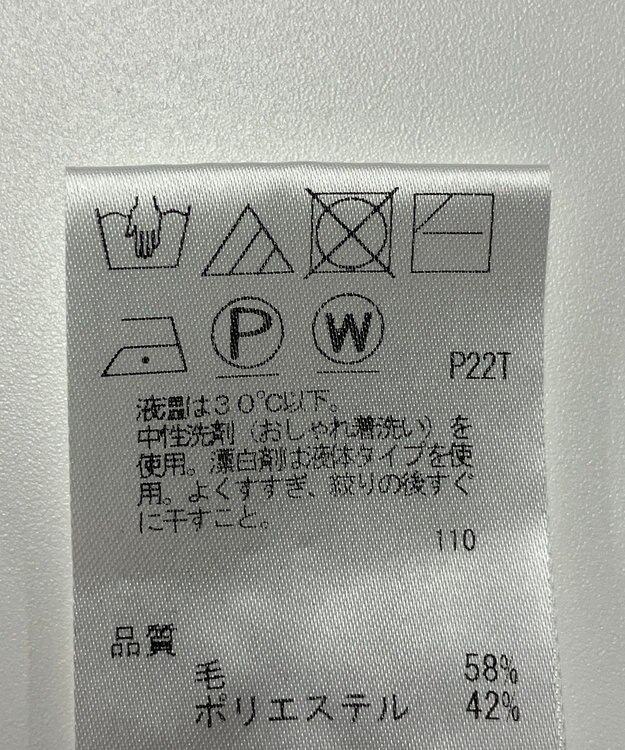 P W
P22T
液温は30℃以下。
中性洗剤(おしゃれ着洗い)を
使用。漂白剤は液体タイプを使
用。よくすすぎ、絞りの後すぐ
に干すこと。
110
品質
毛 58%
ポリエステル 42%